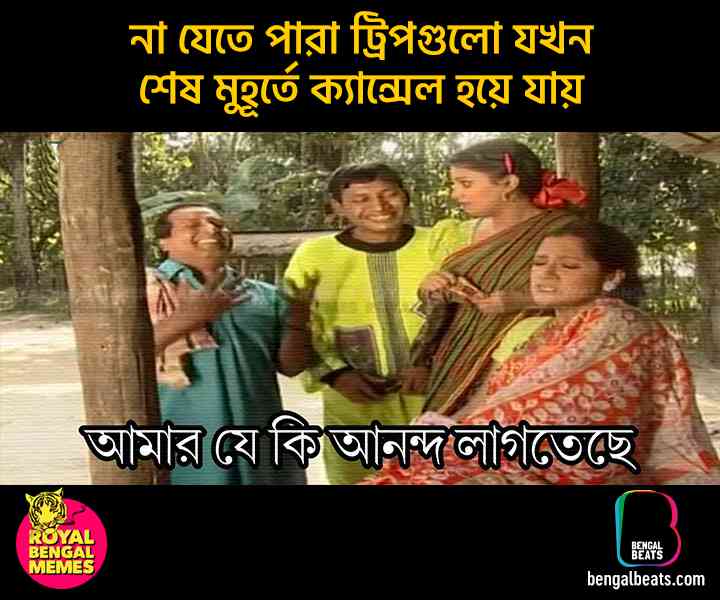 না যেতে পারা ট্রিপগুলো যখন
শেষ মুহূর্তে ক্যান্সেল হয়ে যায়
আমার যে কি আনন্দ লাগতেছে
ROYAL
BENGAL
MEMES
BENGAL
BEATS
bengalbeats.com